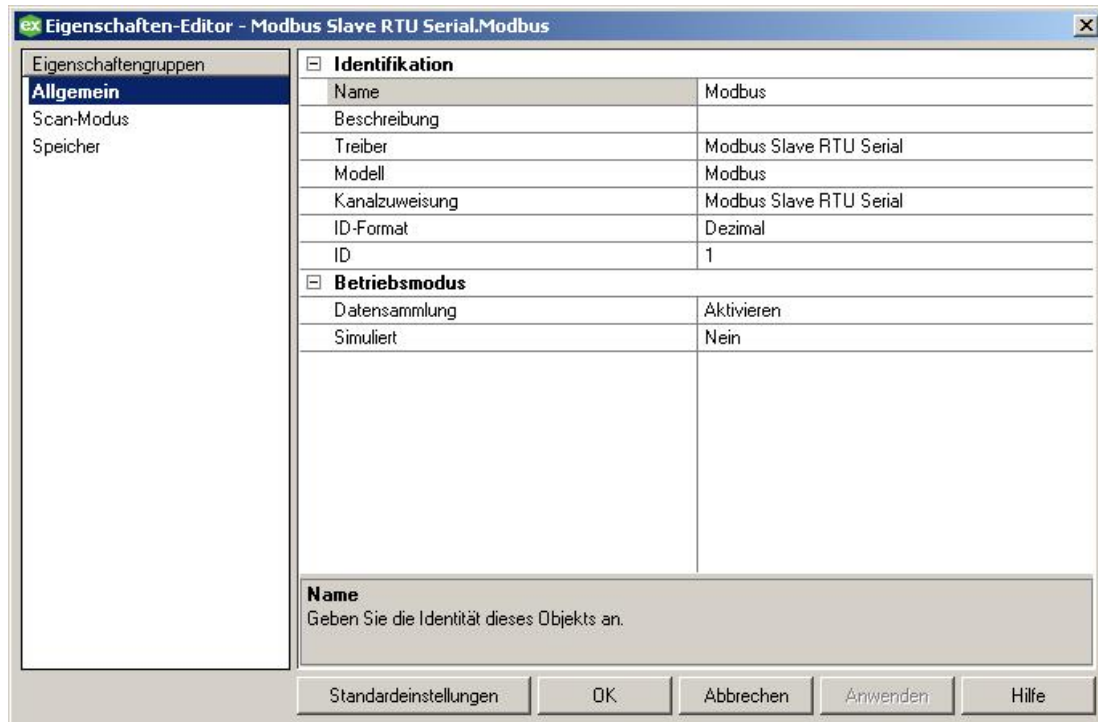 ex Eigenschaften-Editor - Modbus Slave RTU Serial.Modbus
Eigenschaftengruppen
Allgemein
Scan-Modus
Speicher
Identifikation
Name Modbus
Beschreibung
Treiber Modbus Slave RTU Serial
Modell Modbus
Kanalzuweisung Modbus Slave RTU Serial
ID-Format Dezimal
ID 1
Betriebsmodus
Datensammlung Aktivieren
Simuliert Nein
Name
Geben Sie die Identität dieses Objekts an.
Standardeinstellungen OK Abbrechen Anwenden Hilfe